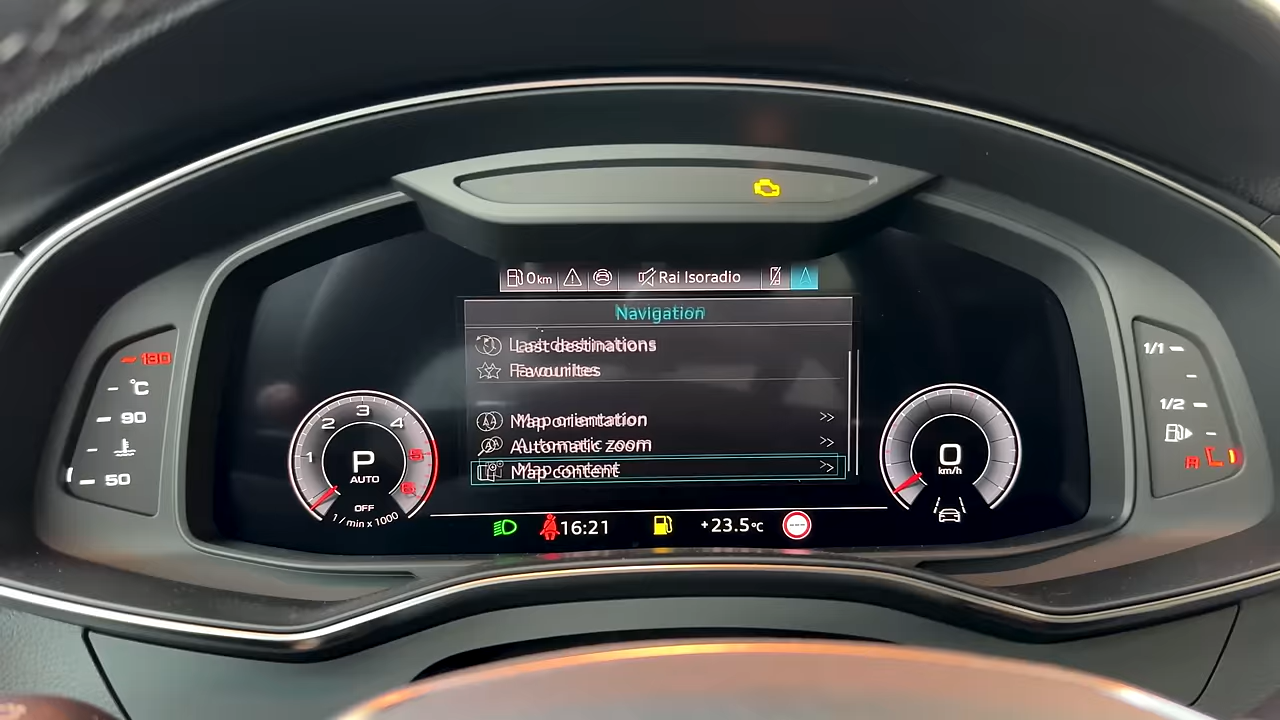 0 km Rai Isoradio
Navigation
Last destinations
Favourites
Map orientation >>
Automatic zoom >>
Map content >>
130
°C
90
50
1 2 3 4 5 6
P
AUTO
OFF
1 / min x 1000
0
km/h
1/1
1/2
R
16:21 +23.5°C